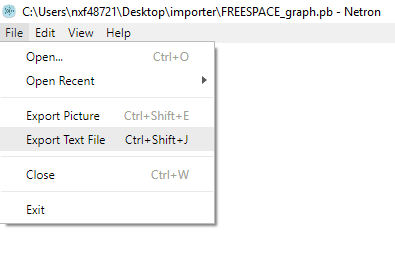 C:\Users\nxf48721\Desktop\importer\FREESPACE_graph.pb - Netron
File Edit View Help
Open... Ctrl+O
Open Recent
Export Picture Ctrl+Shift+E
Export Text File Ctrl+Shift+J
Close Ctrl+W
Exit